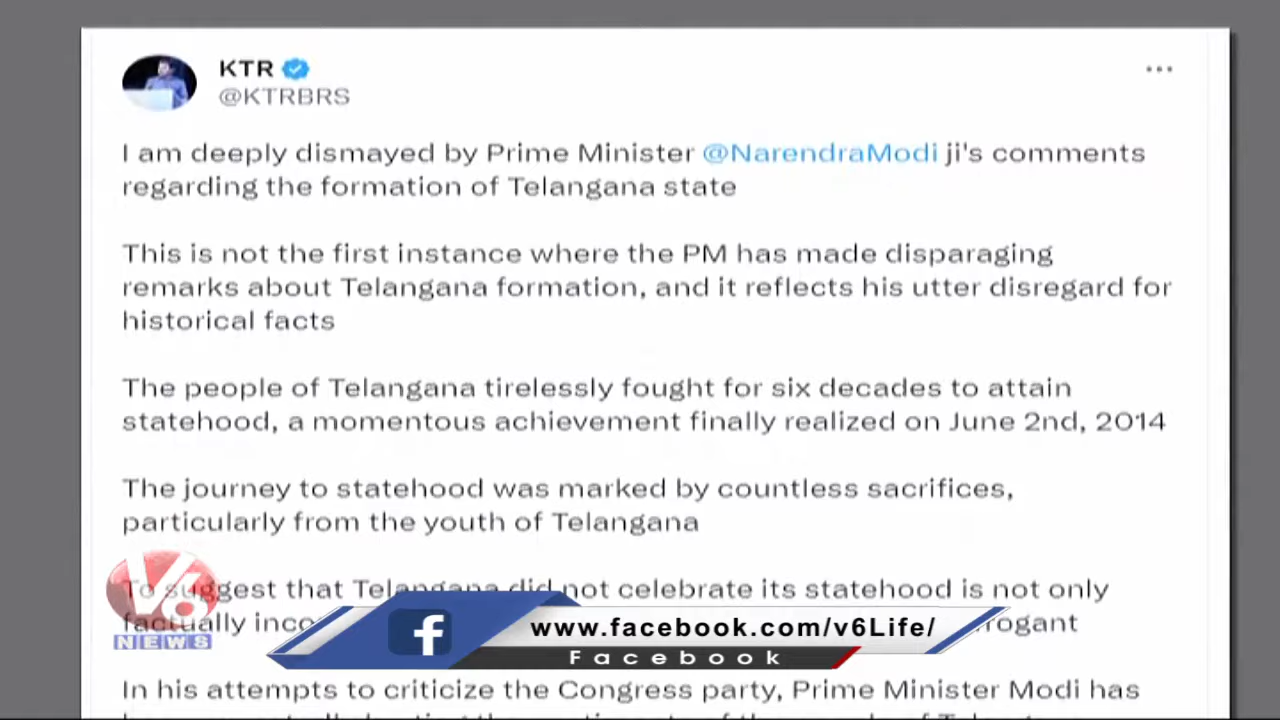 KTR
@KTRBRS
I am deeply dismayed by Prime Minister @NarendraModi ji's comments
regarding the formation of Telangana state
This is not the first instance where the PM has made disparaging
remarks about Telangana formation, and it reflects his utter disregard for
historical facts
The people of Telangana tirelessly fought for six decades to attain
statehood, a momentous achievement finally realized on June 2nd, 2014
The journey to statehood was marked by countless sacrifices,
particularly from the youth of Telangana
To suggest that Telangana did not celebrate its statehood is not only
factually
In his attempts to criticize the Congress party, Prime Minister Modi has
V6
NEWS
f
www.facebook.com/v6Life/
Facebook